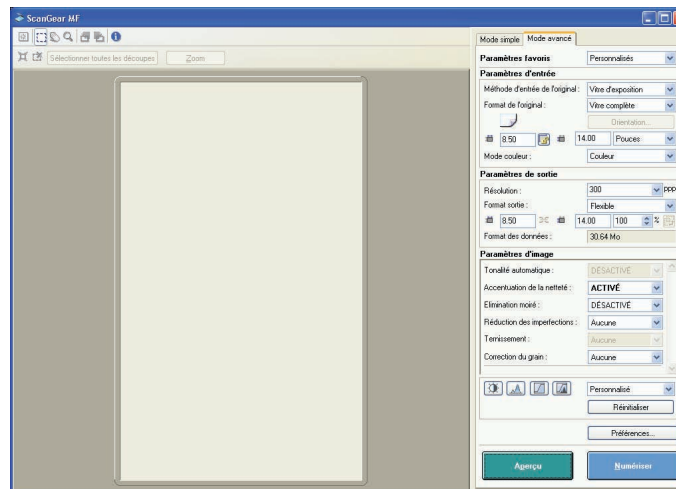 ScanGear MF
Mode simple Mode avancé
Sélectionner toutes les découpes Zoom
Paramètres favoris Personnalisés
Paramètres d'entrée
Méthode d'entrée de l'original : Vitre d'exposition
Format de l'original : Vitre complète
Orientation...
8.50 14.00 Pouces
Mode couleur : Couleur
Paramètres de sortie
Résolution : 300 ppp
Format sortie : Flexible
8.50 14.00 100 %
Format des données : 30.64 Mo
Paramètres d'image
Tonalité automatique : DÉSACTIVÉ
Accentuation de la netteté : ACTIVÉ
Elimination moiré : DÉSACTIVÉ
Réduction des imperfections : Aucune
Ternissement : Aucune
Correction du grain : Aucune
Personnalisé
Réinitialiser
Préférences...
Aperçu Numériser